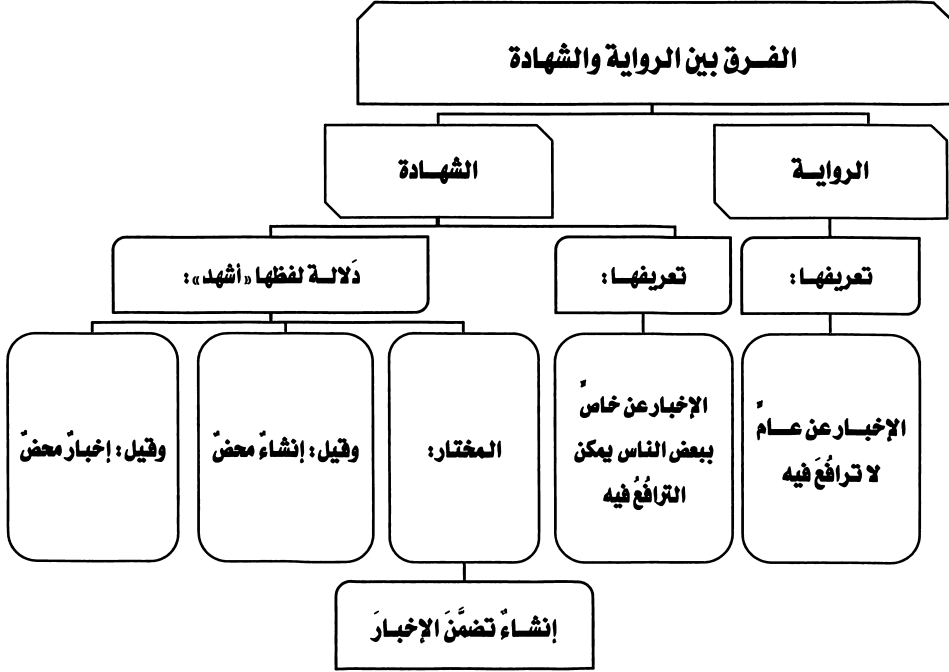 الفرق بين الرواية والشهادة
الرواية
الشهادة
تعريفها:
تعريفها:
دَلالة لفظها «أشهد»:
الإخبار عن عامٍّ
لا ترافُعَ فيه
الإخبار عن خاصٍّ
ببعض الناس يمكن
الترافُعُ فيه
المختار:
وقيل: إنشاءٌ محضٌ
وقيل: إخبارٌ محضٌ
إنشاءٌ تضمَّنَ الإخبارَ